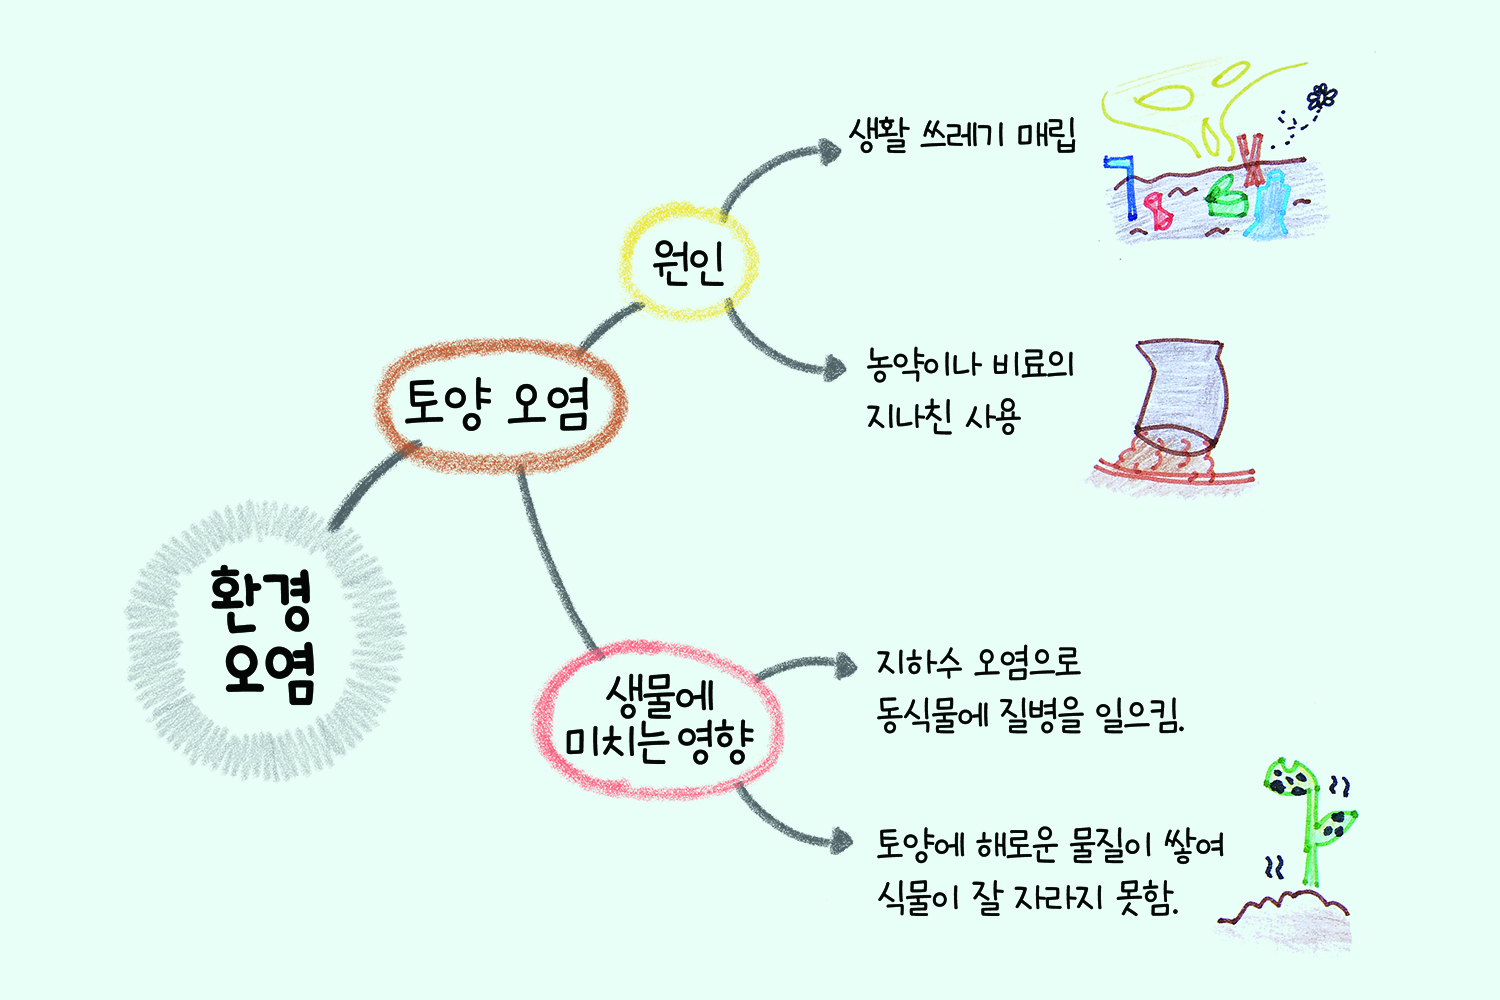 환경
오염
토양 오염
원인
생활 쓰레기 매립
농약이나 비료의
지나친 사용
생물에
미치는 영향
지하수 오염으로
동식물에 질병을 일으킴.
토양에 해로운 물질이 쌓여
식물이 잘 자라지 못함.